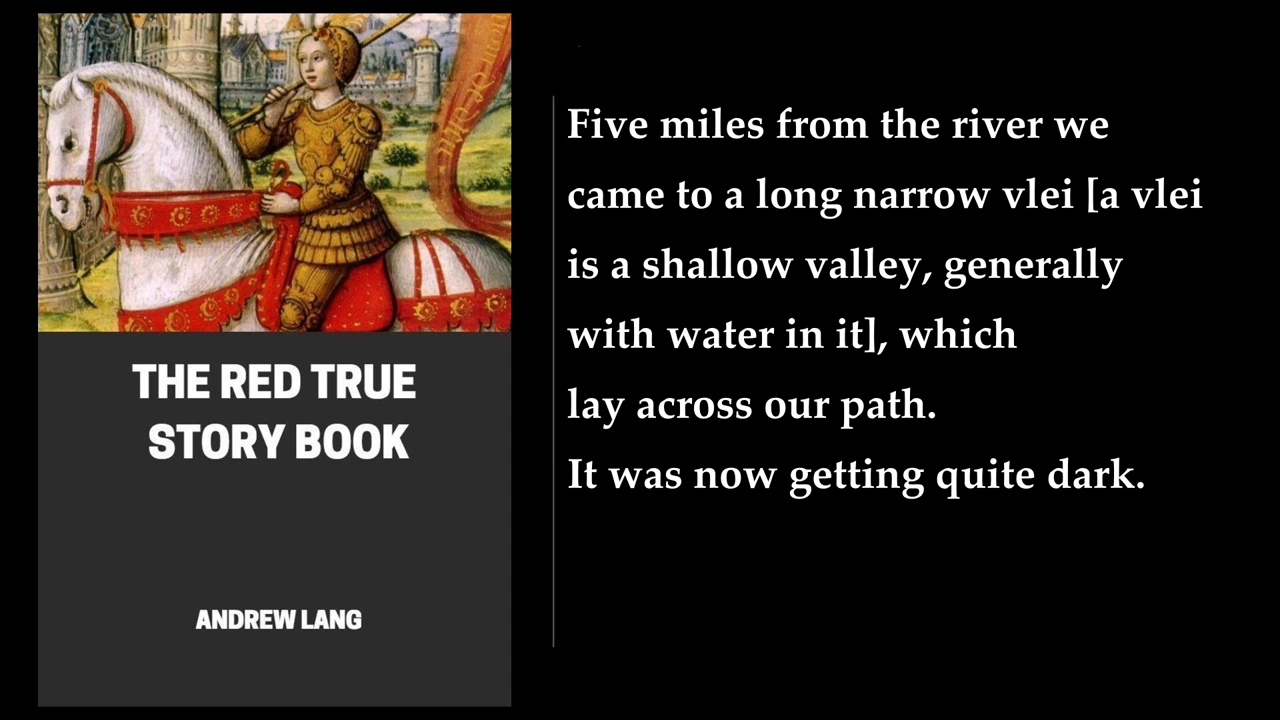 THE RED TRUE
STORY BOOK
ANDREW LANG
Five miles from the river we
came to a long narrow vlei [a vlei
is a shallow valley, generally
with water in it], which
lay across our path.
It was now getting quite dark.